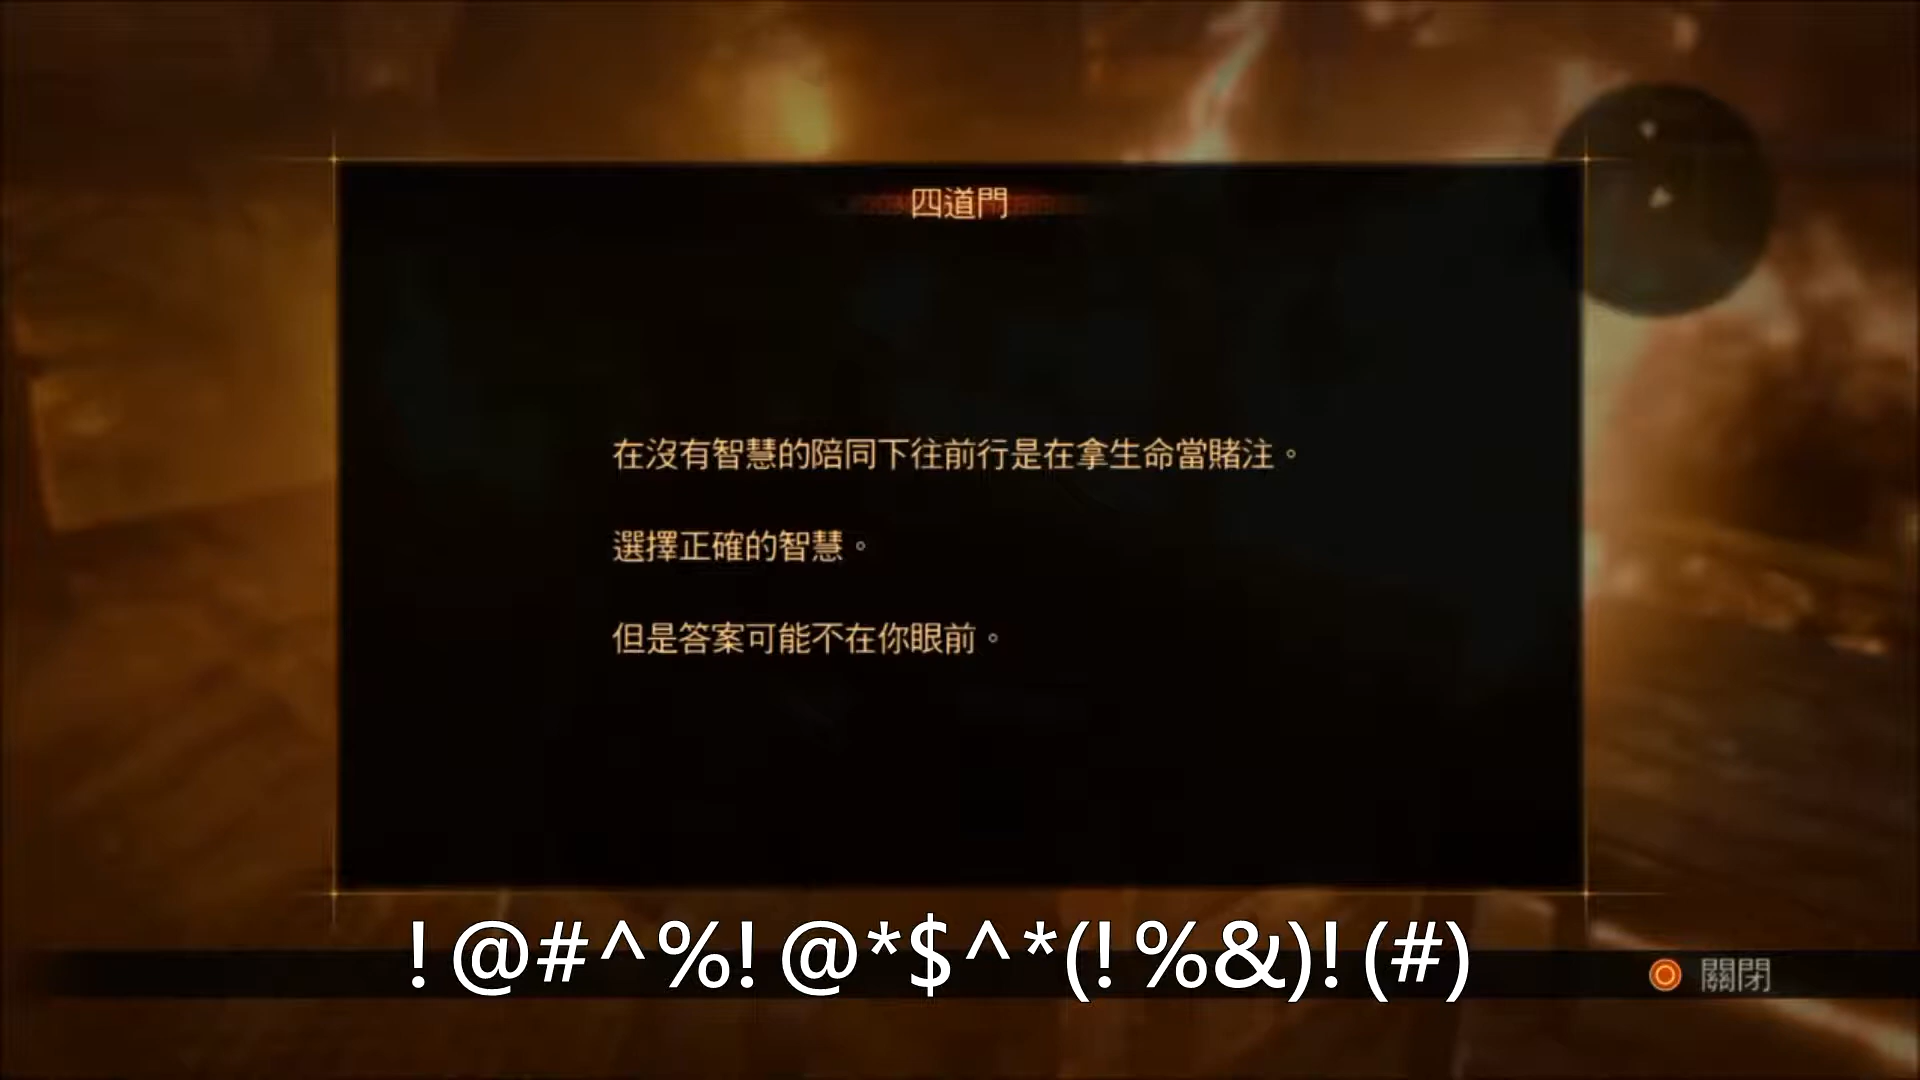 四道門
在沒有智慧的陪同下往前行是在拿生命當賭注。
選擇正確的智慧。
但是答案可能不在你眼前。
!@#^%!@*$^*(!%&)!(#)
關閉